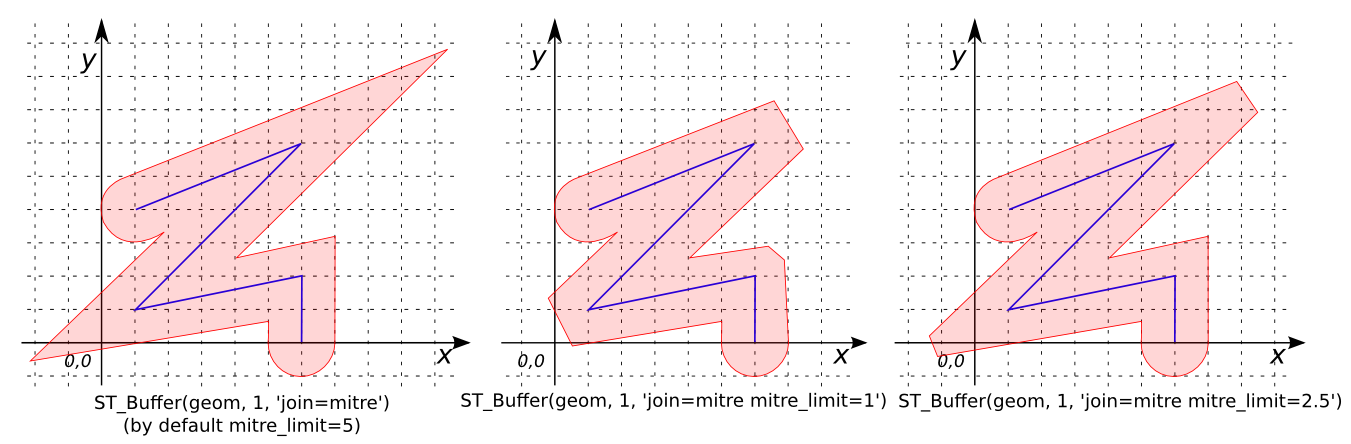 y
x
0,0
ST_Buffer(geom, 1, 'join=mitre')
(by default mitre_limit=5)
y
x
0,0
ST_Buffer(geom, 1, 'join=mitre mitre_limit=1')
y
x
0,0
ST_Buffer(geom, 1, 'join=mitre mitre_limit=2.5')